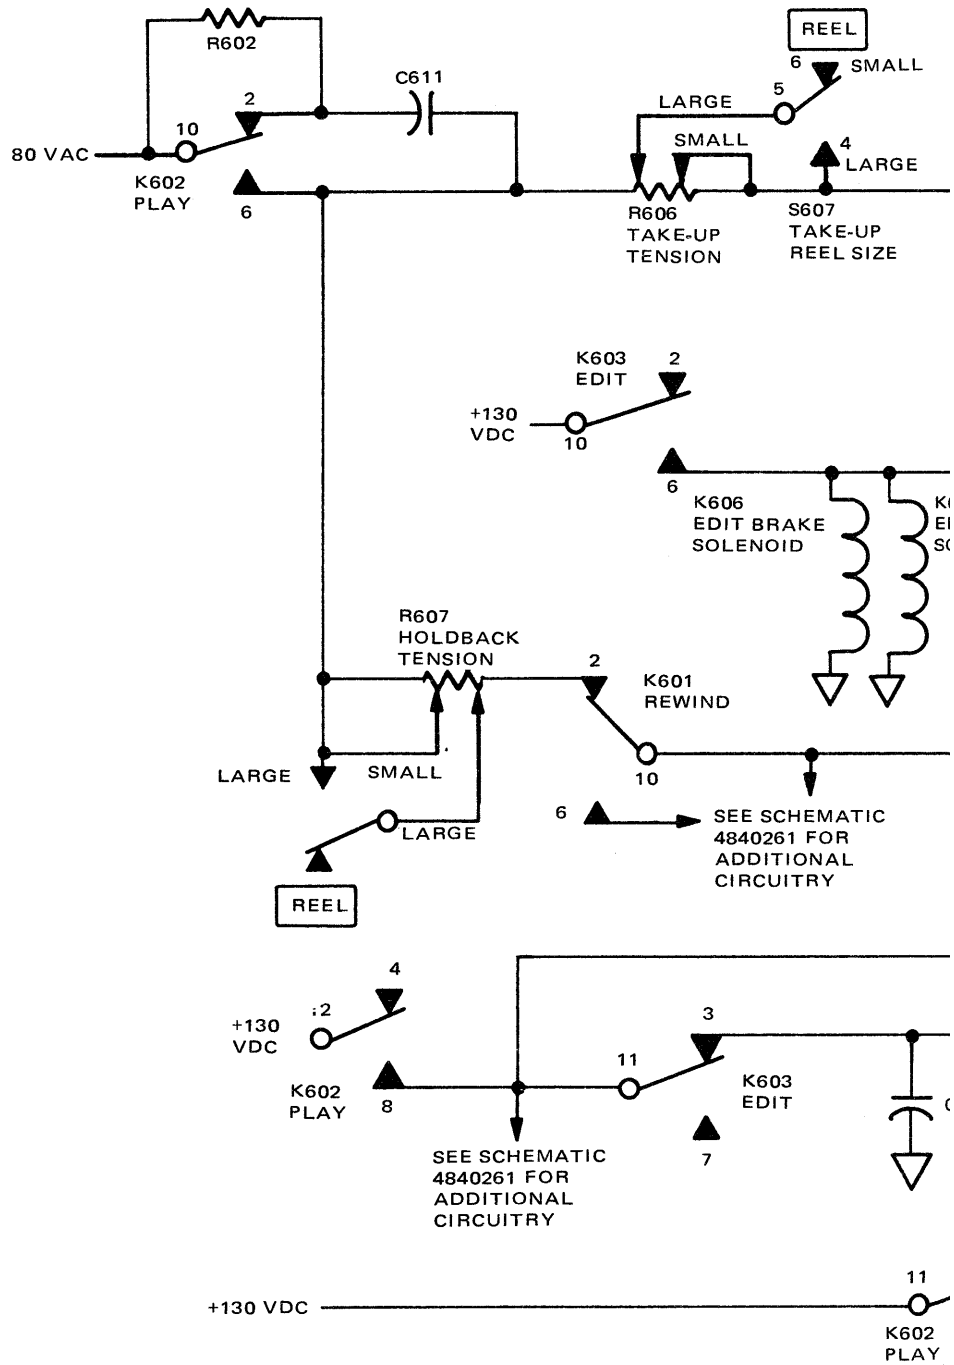 R602
REEL
6
SMALL
C611
5
2
LARGE
10
SMALL
4
80 VAC
LARGE
K602
PLAY
6
R606
TAKE-UP
TENSION
S607
TAKE-UP
REEL SIZE
K603
EDIT
2
+130
VDC
10
6
K606
EDIT BRAKE
SOLENOID
R607
HOLDBACK
TENSION
2
K601
REWIND
LARGE
SMALL
10
6
LARGE
SEE SCHEMATIC
4840261 FOR
ADDITIONAL
CIRCUITRY
REEL
4
:2
3
+130
VDC
11
K602
PLAY
8
K603
EDIT
7
SEE SCHEMATIC
4840261 FOR
ADDITIONAL
CIRCUITRY
11
+130 VDC
K602
PLAY